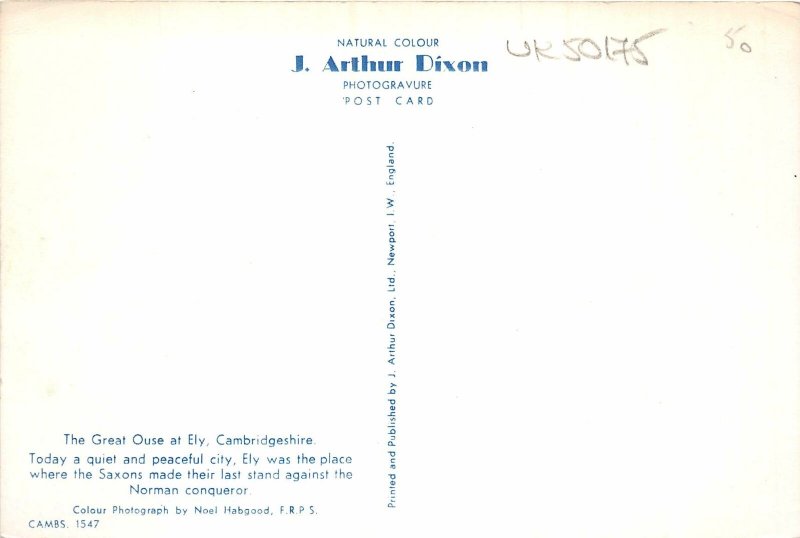 NATURAL COLOUR
J. Arthur Dixon
PHOTOGRAVURE
POST CARD
UK50175
50
Printed and Published by J. Arthur Dixon, Ltd., Newport, I.W., England.
The Great Ouse at Ely, Cambridgeshire.
Today a quiet and peaceful city, Ely was the place
where the Saxons made their last stand against the
Norman conqueror.
Colour Photograph by Noel Habgood, F.R.P.S.
CAMBS. 1547